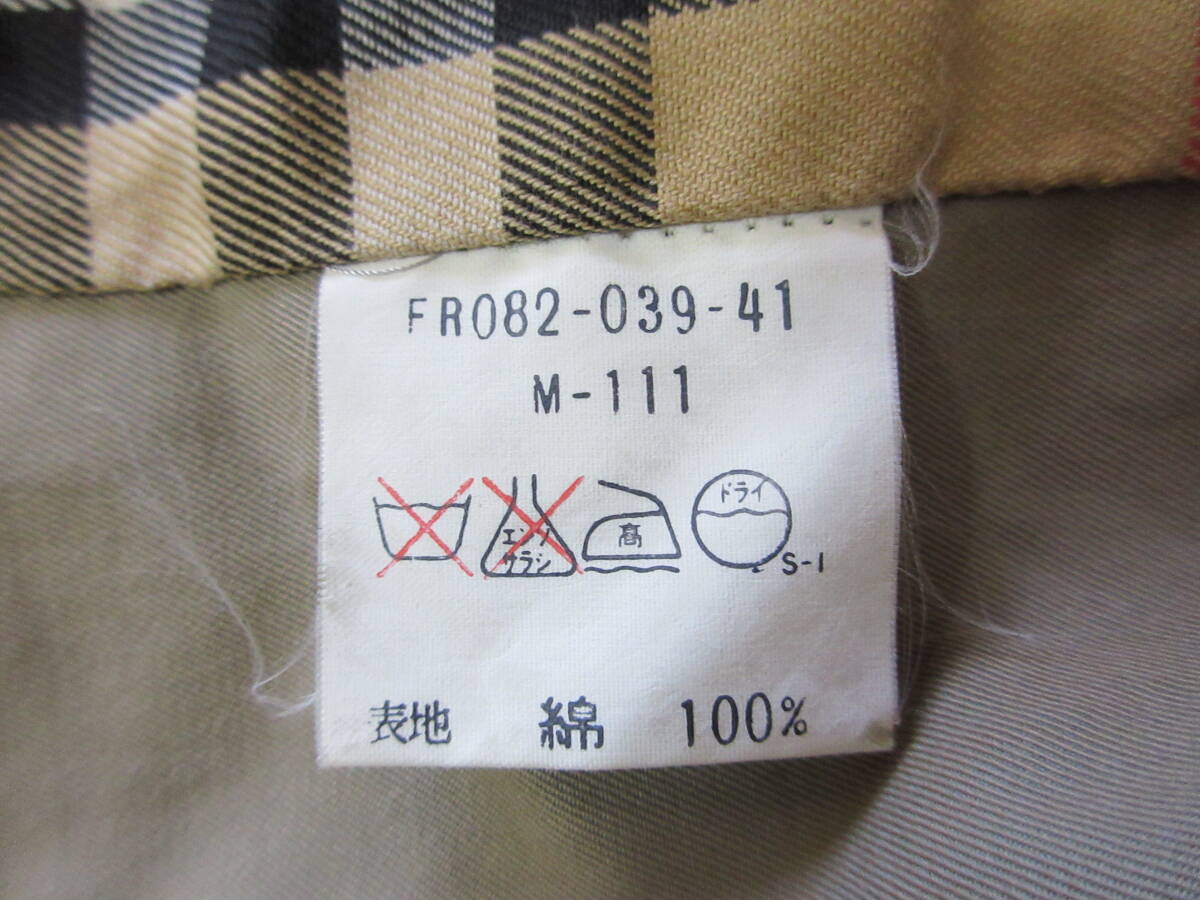 FR082-039-41
M-111
エンソ
サラシ
高
ドライ
S-1
表地 綿 100%